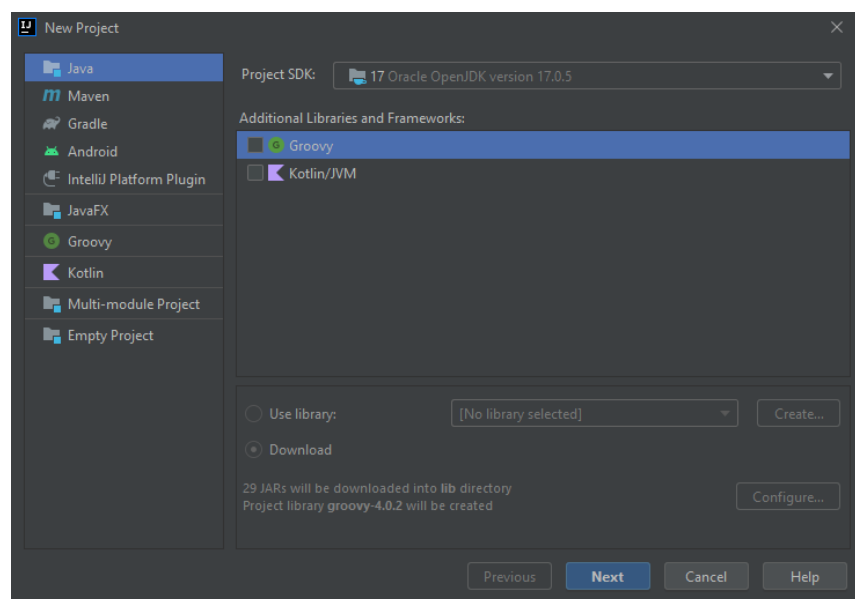 New Project
Java
Maven
Gradle
Android
IntelliJ Platform Plugin
JavaFX
Groovy
Kotlin
Multi-module Project
Empty Project
Project SDK: 17 Oracle OpenJDK version 17.0.5
Additional Libraries and Frameworks:
Groovy
Kotlin/JVM
Use library: [No library selected] Create...
Download
29 JARs will be downloaded into lib directory
Project library groovy-4.0.2 will be created
Configure...
Previous Next Cancel Help